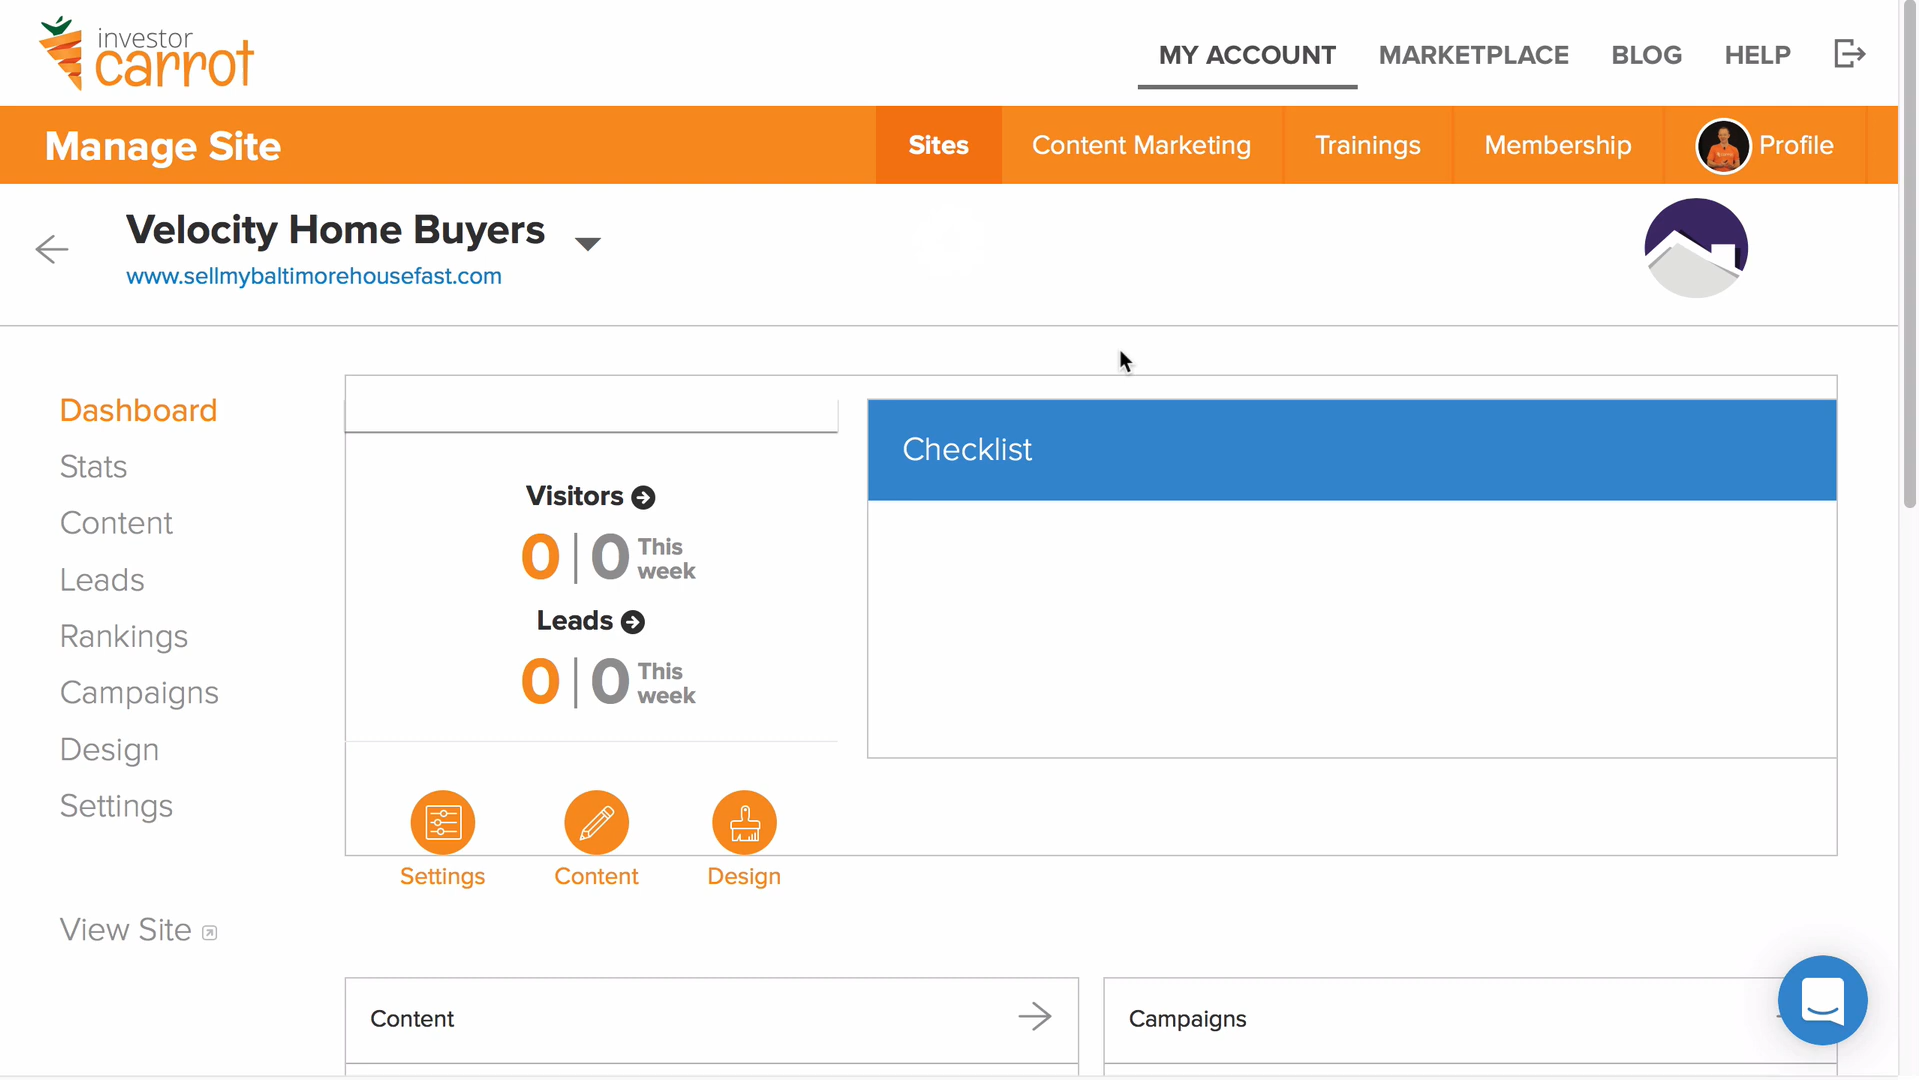 investor
carrot
MY ACCOUNT
MARKETPLACE
BLOG
HELP
Manage Site
Sites
Content Marketing
Trainings
Membership
Profile
Velocity Home Buyers
www.sellmybaltimorehousefast.com
Dashboard
Stats
Content
Leads
Rankings
Campaigns
Design
Settings
View Site
Visitors
0 | 0 This week
Leads
0 | 0 This week
Settings
Content
Design
Checklist
Content
Campaigns